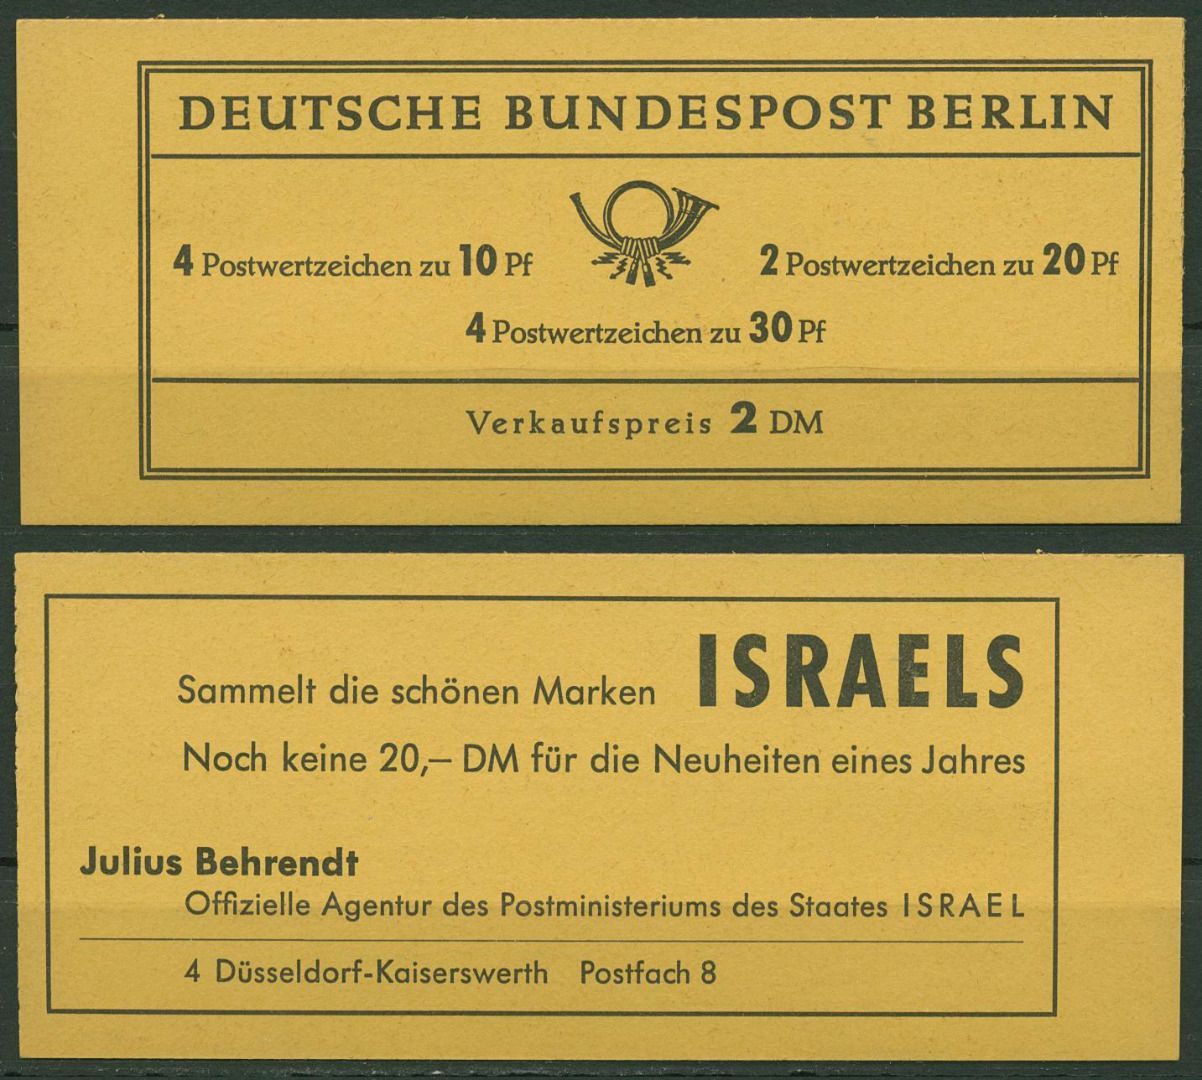 DEUTSCHE BUNDESPOST BERLIN
4 Postwertzeichen zu 10 Pf 2 Postwertzeichen zu 20 Pf
4 Postwertzeichen zu 30 Pf
Verkaufspreis 2 DM
Sammelt die schönen Marken ISRAELS
Noch keine 20,– DM für die Neuheiten eines Jahres
Julius Behrendt
Offizielle Agentur des Postministeriums des Staates ISRAEL
4 Düsseldorf-Kaiserswerth Postfach 8